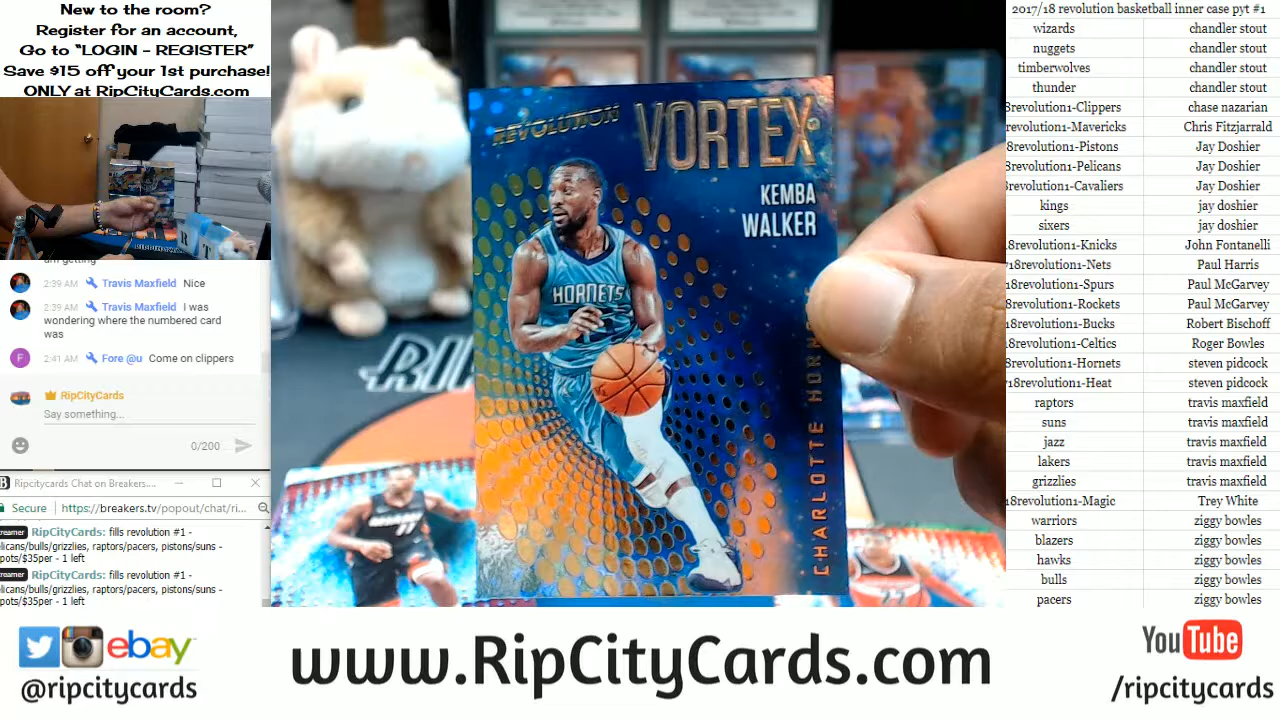 New to the room?
Register for an account,
Go to “LOGIN - REGISTER”
Save $15 off your 1st purchase!
ONLY at RipCityCards.com
2:39 AM Travis Maxfield Nice
2:39 AM Travis Maxfield I was
wondering where the numbered card
was
F 2:41 AM Fore @u Come on clippers
RipCityCards
Say something...
0/200
Ripcitycards Chat on Breakers....
Secure https://breakers.tv/popout/chat/ri...
reamer RipCityCards: fills revolution #1 -
elicans/bulls/grizzlies, raptors/pacers, pistons/suns -
pots/$35per - 1 left
reamer RipCityCards: fills revolution #1 -
elicans/bulls/grizzlies, raptors/pacers, pistons/suns -
pots/$35per - 1 left
REVOLUTION
VORTEX
KEMBA
WALKER
HORNETS
CHARLOTTE
2017/18 revolution basketball inner case pyt #1
wizards chandler stout
nuggets chandler stout
timberwolves chandler stout
thunder chandler stout
8revolution1-Clippers chase nazarian
revolution1-Mavericks Chris Fitzjarrald
8revolution1-Pistons Jay Doshier
revolution1-Pelicans Jay Doshier
8revolution1-Cavaliers Jay Doshier
kings jay doshier
sixers jay doshier
18revolution1-Knicks John Fontanelli
18revolution1-Nets Paul Harris
18revolution1-Spurs Paul McGarvey
18revolution1-Rockets Paul McGarvey
18revolution1-Bucks Robert Bischoff
18revolution1-Celtics Roger Bowles
8revolution1-Hornets steven pidcock
18revolution1-Heat steven pidcock
raptors travis maxfield
suns travis maxfield
jazz travis maxfield
lakers travis maxfield
grizzlies travis maxfield
18revolution1-Magic Trey White
warriors ziggy bowles
blazers ziggy bowles
hawks ziggy bowles
bulls ziggy bowles
pacers ziggy bowles
ebay
@ripcitycards
www.RipCityCards.com
YouTube
/ripcitycards